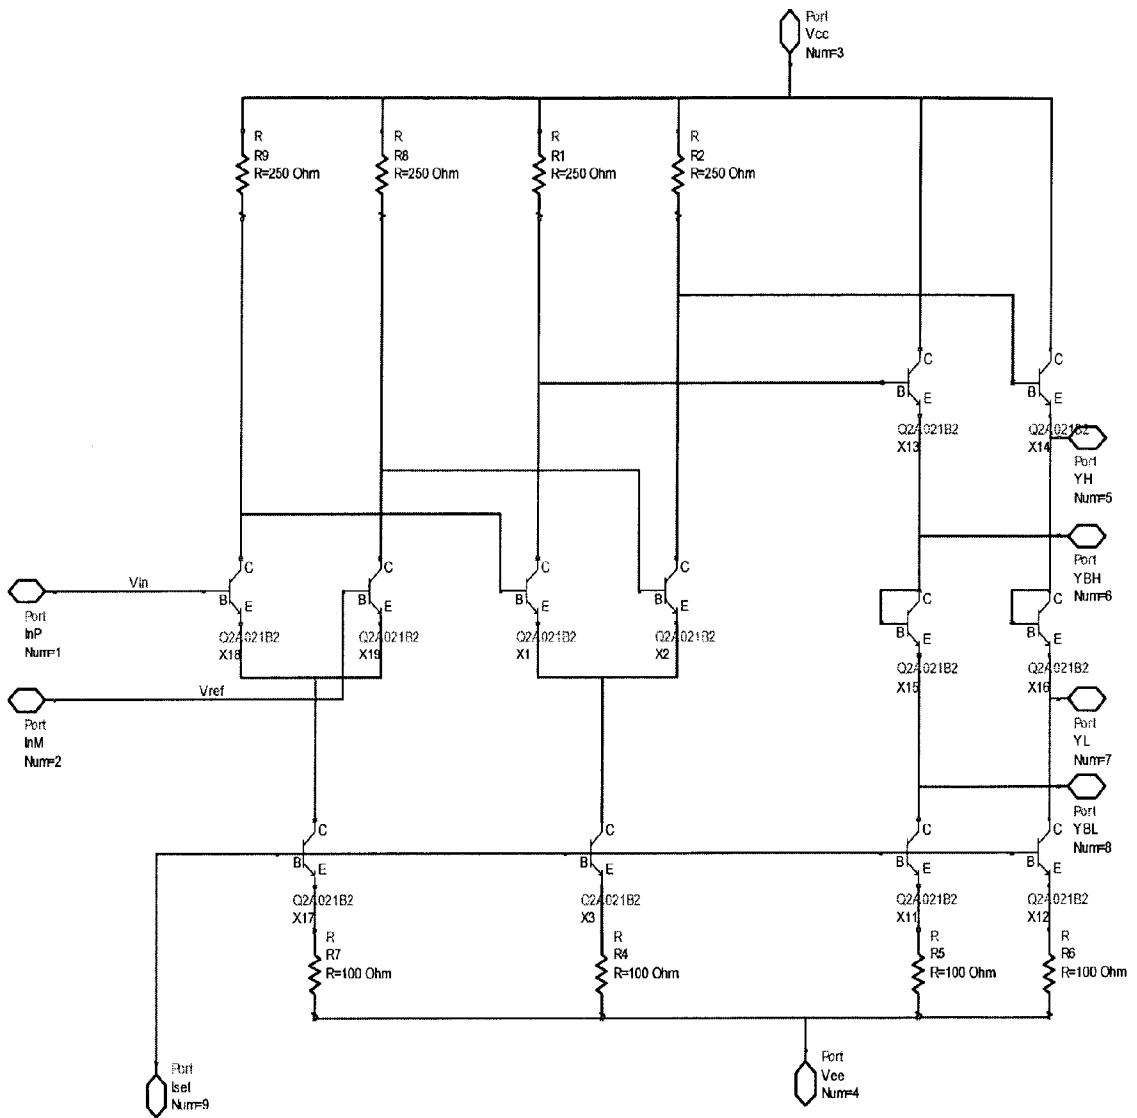 Port
Vcc
Num=3
R
R9
R=250 Ohm
R
R8
R=250 Ohm
R
R1
R=250 Ohm
R
R2
R=250 Ohm
C
B
E
Q2A021B2
X13
C
B
E
Q2A021B2
X14
Port
YH
Num=5
Port
YBH
Num=6
Vin
Port
InP
Num=1
C
B
E
Q2A021B2
X18
C
B
E
Q2A021B2
X19
C
B
E
Q2A021B2
X1
C
B
E
Q2A021B2
X2
C
B
E
Q2A021B2
X15
C
B
E
Q2A021B2
X16
Vref
Port
InM
Num=2
Port
YL
Num=7
Port
YBL
Num=8
C
B
E
Q2A021B2
X17
C
B
E
Q2A021B2
X3
C
B
E
Q2A021B2
X11
C
B
E
Q2A021B2
X12
R
R7
R=100 Ohm
R
R4
R=100 Ohm
R
R5
R=100 Ohm
R
R6
R=100 Ohm
Port
Iset
Num=9
Port
Vee
Num=4